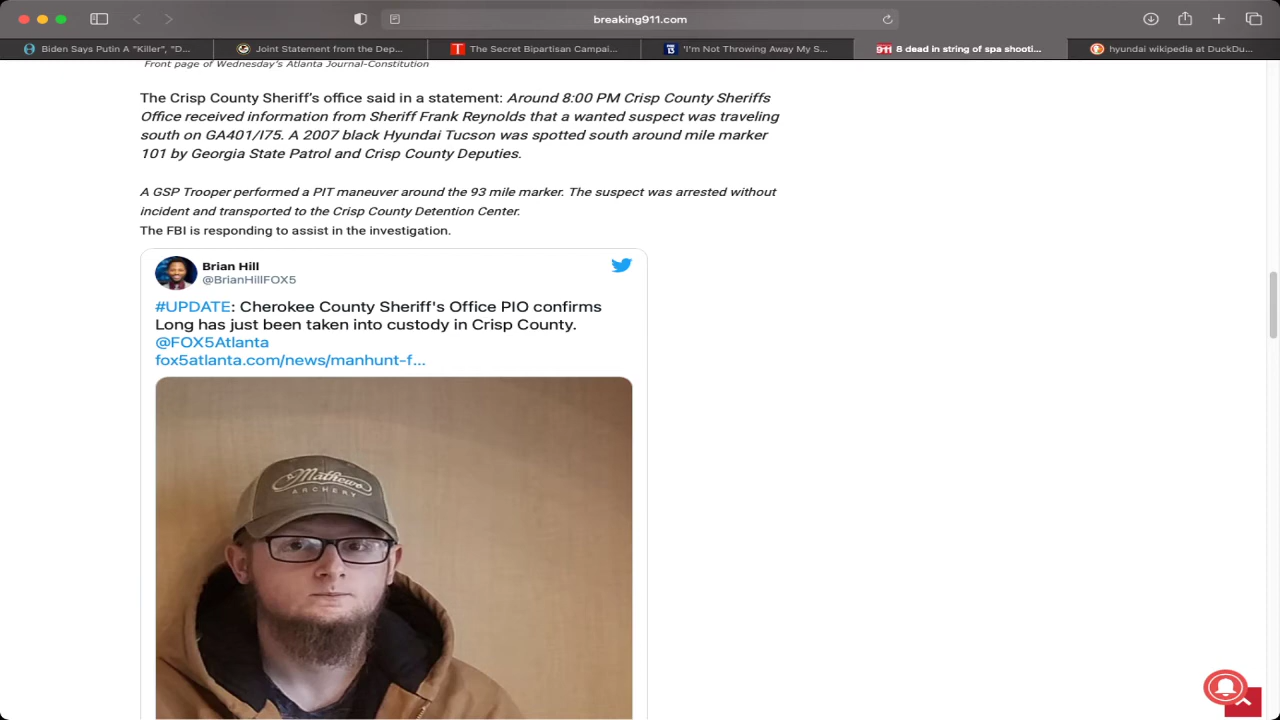 breaking911.com
Biden Says Putin A "Killer", "D...
Joint Statement from the Dep...
The Secret Bipartisan Campai...
'I'm Not Throwing Away My S...
8 dead in string of spa shooti...
hyundai wikipedia at DuckDu...
Front page of Wednesday's Atlanta Journal-Constitution
The Crisp County Sheriff's office said in a statement: Around 8:00 PM Crisp County Sheriffs
Office received information from Sheriff Frank Reynolds that a wanted suspect was traveling
south on GA401/I75. A 2007 black Hyundai Tucson was spotted south around mile marker
101 by Georgia State Patrol and Crisp County Deputies.
A GSP Trooper performed a PIT maneuver around the 93 mile marker. The suspect was arrested without
incident and transported to the Crisp County Detention Center.
The FBI is responding to assist in the investigation.
Brian Hill
@BrianHillFOX5
#UPDATE: Cherokee County Sheriff's Office PIO confirms
Long has just been taken into custody in Crisp County.
@FOX5Atlanta
fox5atlanta.com/news/manhunt-f...
Mathews
ARCHERY